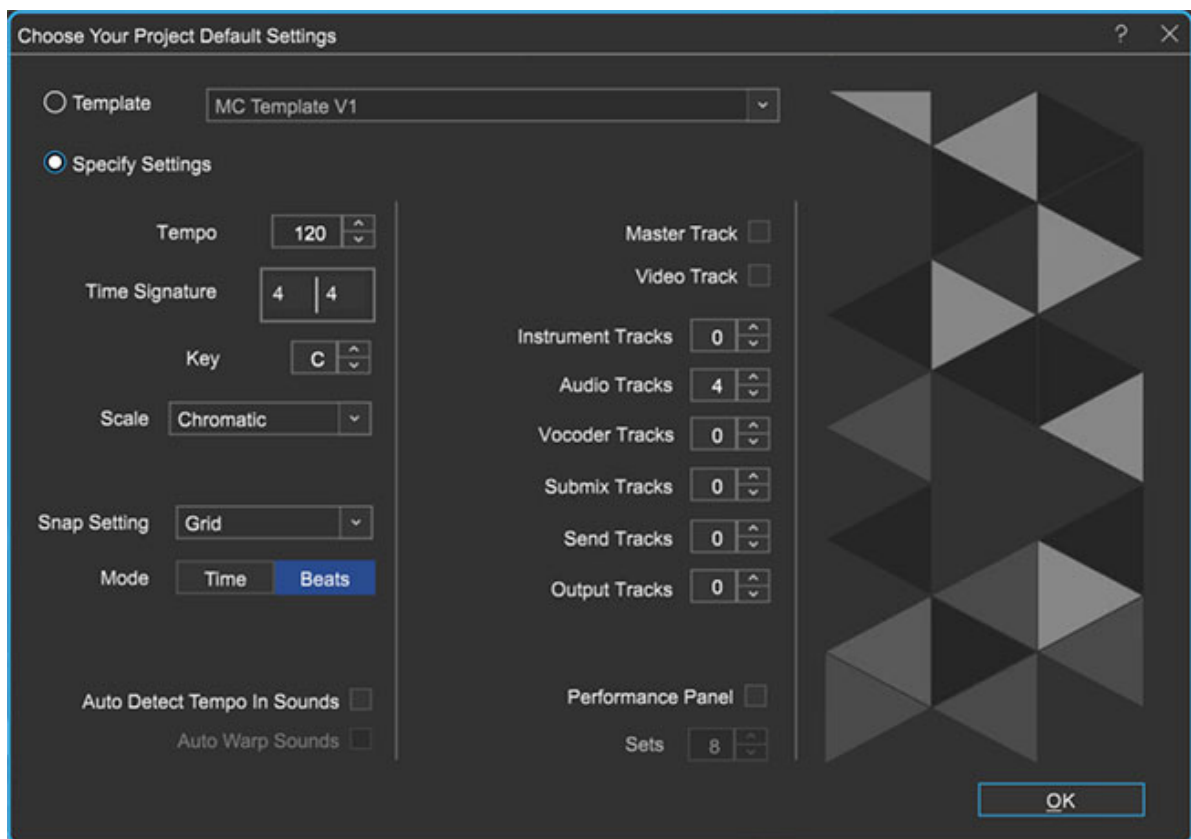 Choose Your Project Default Settings ? ×
Template MC Template V1
Specify Settings
Tempo 120
Time Signature 4 4
Key C
Scale Chromatic
Snap Setting Grid
Mode Time Beats
Auto Detect Tempo In Sounds
Auto Warp Sounds
Master Track
Video Track
Instrument Tracks 0
Audio Tracks 4
Vocoder Tracks 0
Submix Tracks 0
Send Tracks 0
Output Tracks 0
Performance Panel
Sets 8
OK